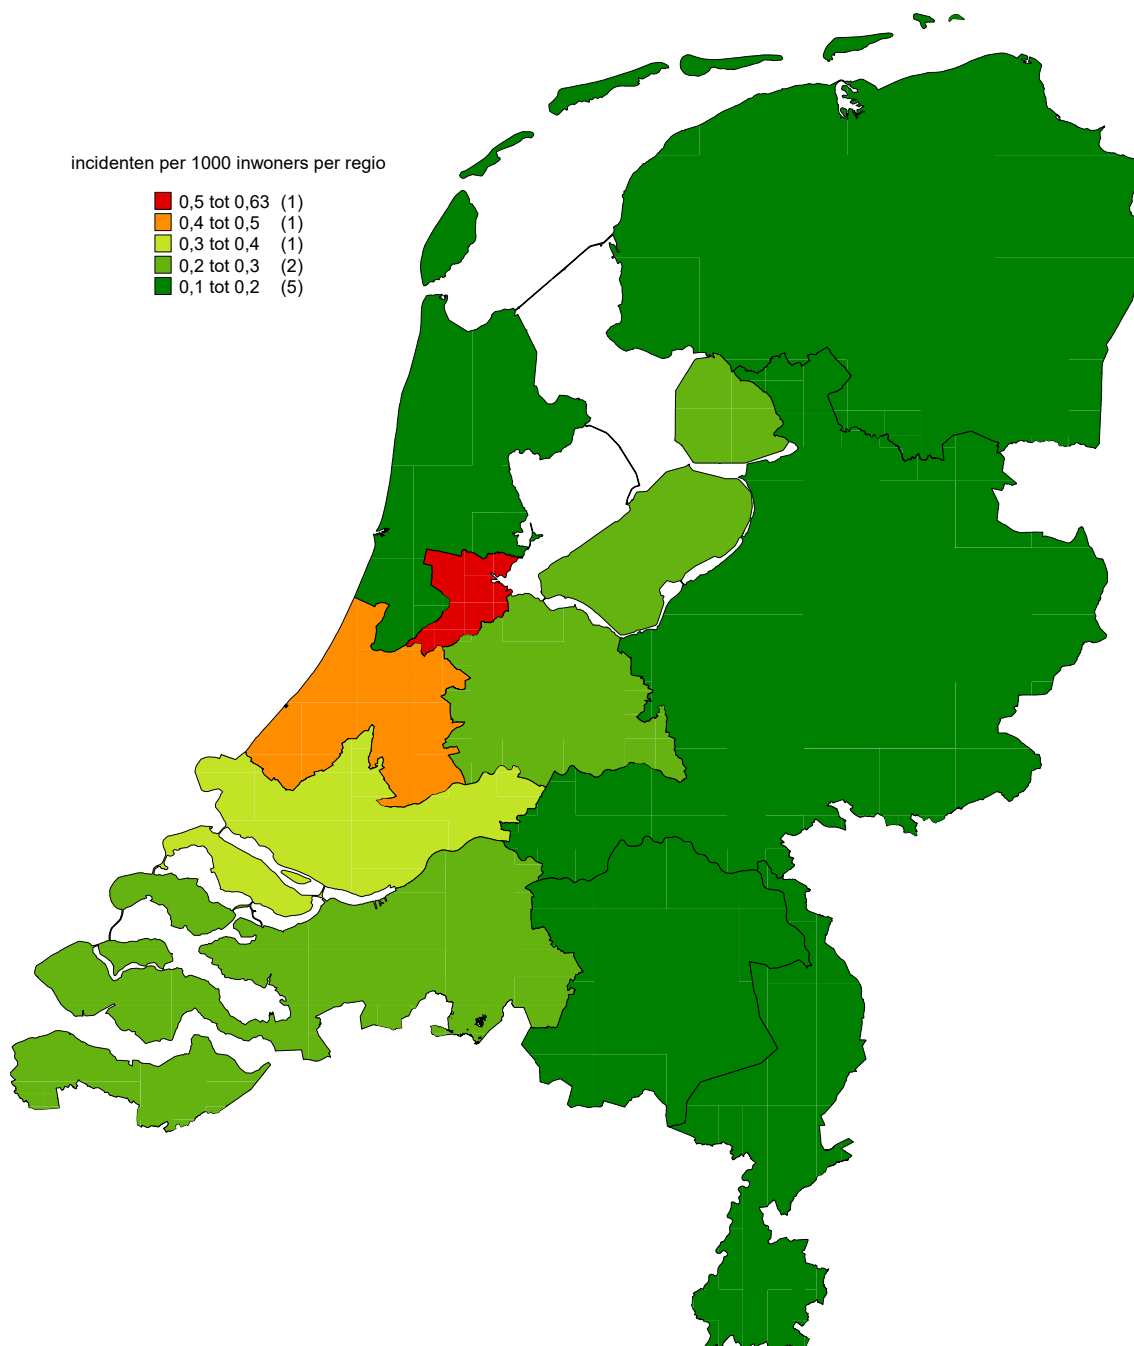 incidenten per 1000 inwoners per regio
0,5 tot 0,63 (1)
0,4 tot 0,5 (1)
0,3 tot 0,4 (1)
0,2 tot 0,3 (2)
0,1 tot 0,2 (5)